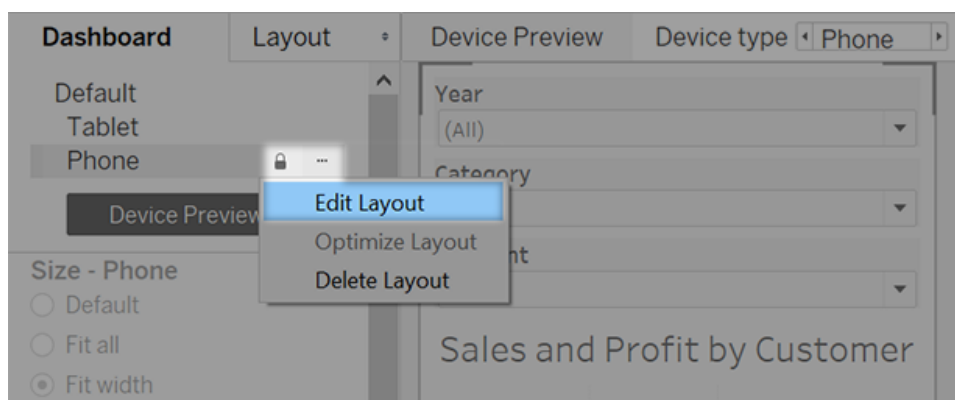 Dashboard Layout Device Preview Device type Phone
Default
Tablet
Phone
Device Preview
Edit Layout
Optimize Layout
Delete Layout
Size - Phone
Default
Fit all
Fit width
Year
(All)
Category
Sales and Profit by Customer